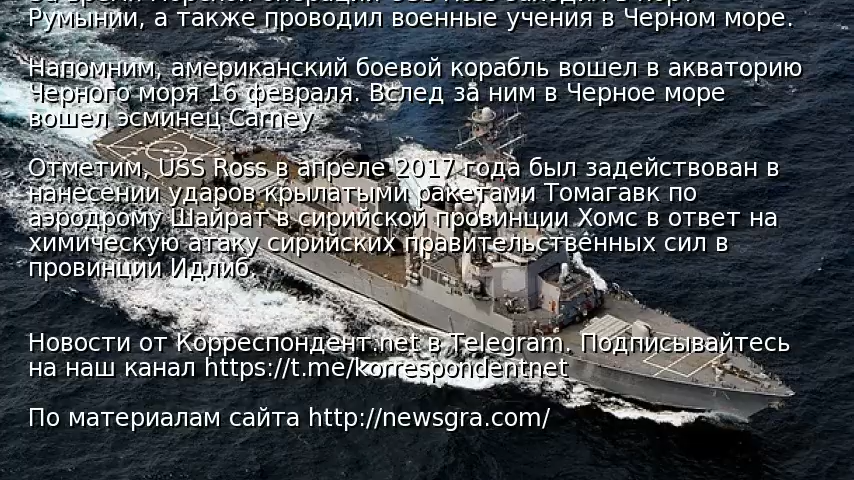 Румынии, а также проводил военные учения в Черном море.
Напомним, американский боевой корабль вошел в акваторию
Черного моря 16 февраля. Вслед за ним в Черное море
вошел эсминец Carney
Отметим, USS Ross в апреле 2017 года был задействован в
нанесении ударов крылатыми ракетами Томагавк по
аэродрому Шайрат в сирийской провинции Хомс в ответ на
химическую атаку сирийских правительственных сил в
провинции Идлиб.
Новости от Корреспондент.net в Telegram. Подписывайтесь
на наш канал https://t.me/korrespondentnet
По материалам сайта http://newsgra.com/